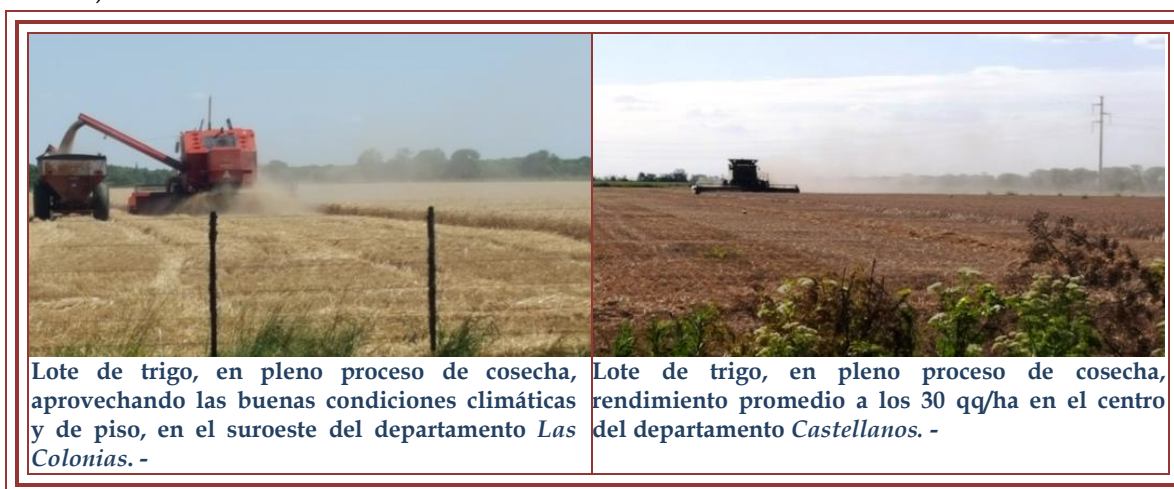 Lote de trigo, en pleno proceso de cosecha,
aprovechando las buenas condiciones climáticas
y de piso, en el suroeste del departamento Las
Colonias. -
Lote de trigo, en pleno proceso de cosecha,
rendimiento promedio a los 30 qq/ha en el centro
del departamento Castellanos. -